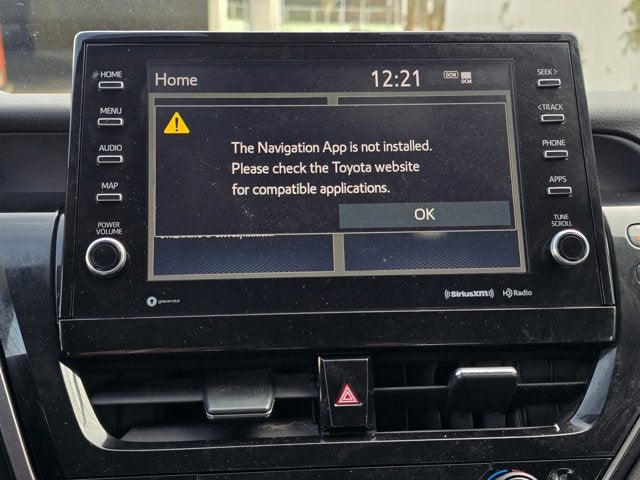 HOME
MENU
AUDIO
MAP
POWER
VOLUME
Home
12:21
DCM
DCM
The Navigation App is not installed.
Please check the Toyota website
for compatible applications.
OK
SEEK >
< TRACK
PHONE
APPS
TUNE
SCROLL
gracenote
((SiriusXM))
HD Radio